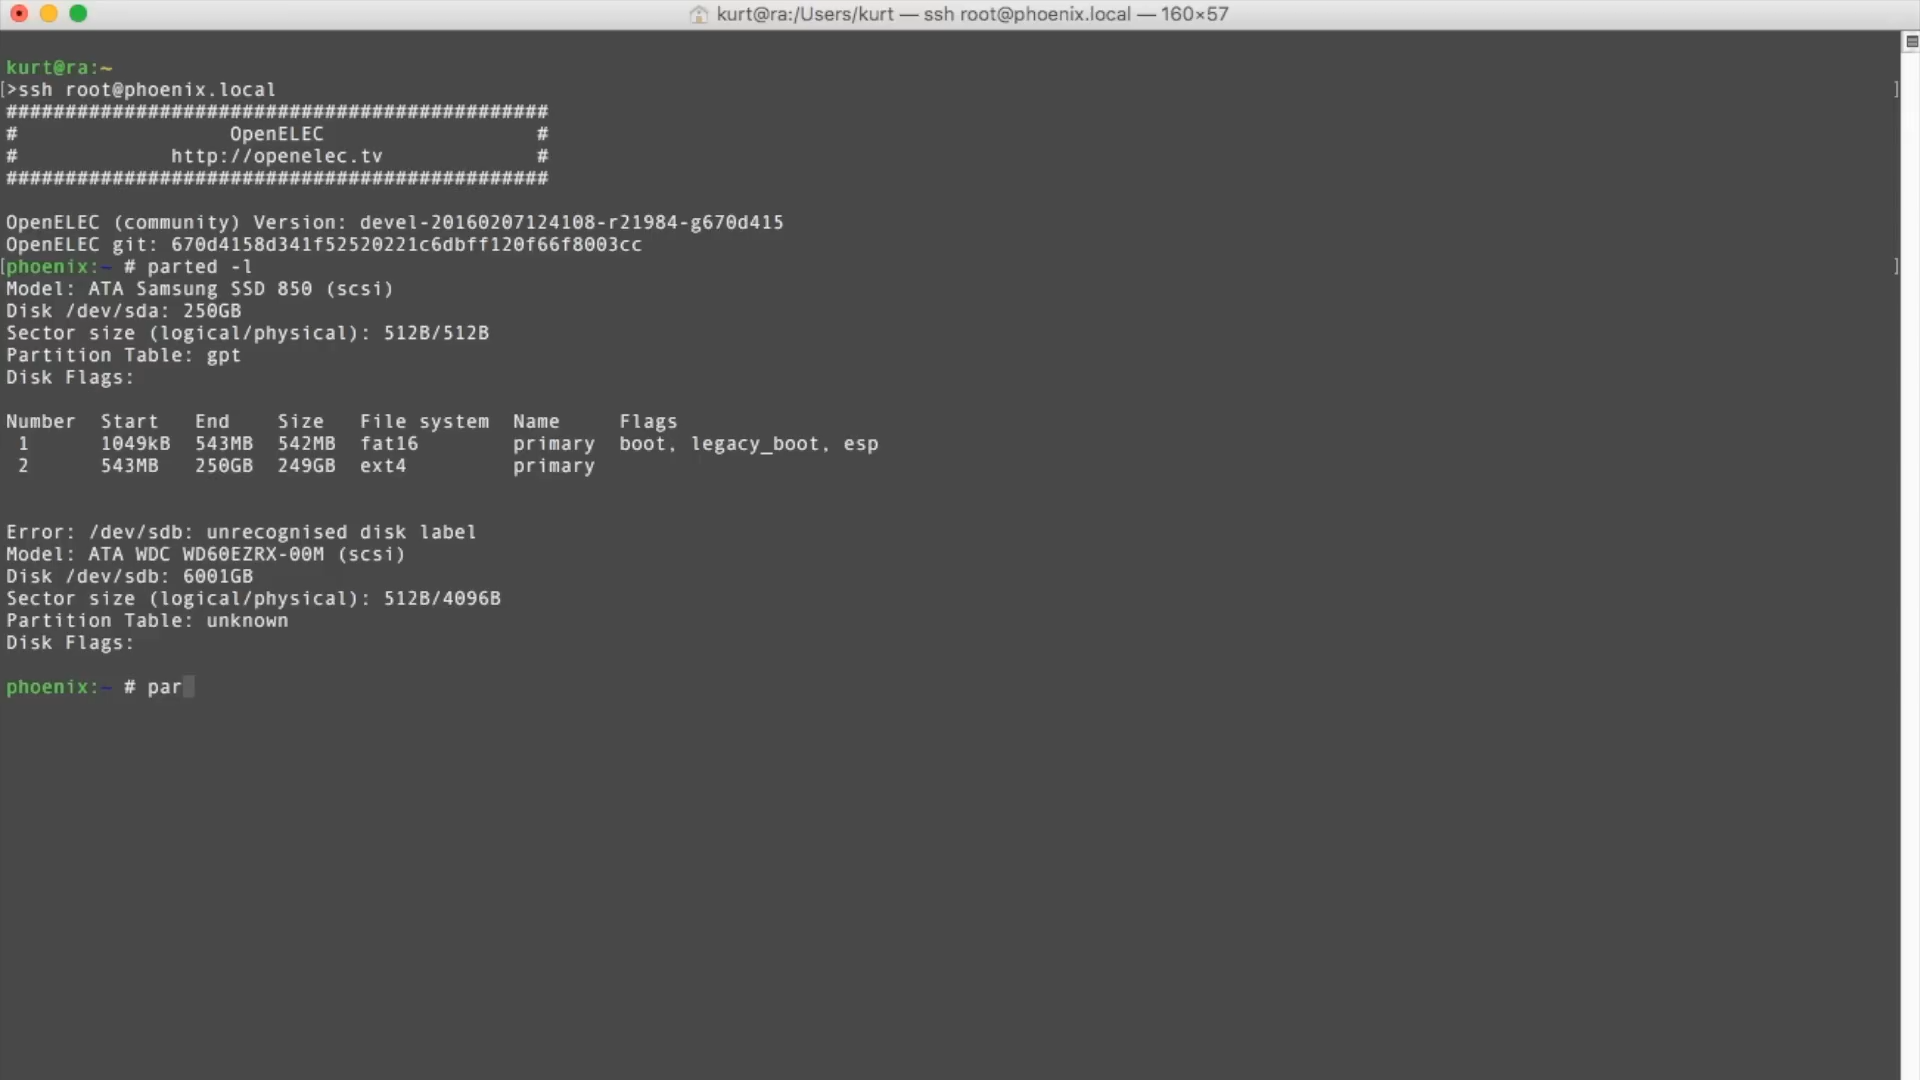 kurt@ra:/Users/kurt — ssh root@phoenix.local — 160×57
kurt@ra:~
[>ssh root@phoenix.local ]
##############################################
# OpenELEC #
# http://openelec.tv #
##############################################
OpenELEC (community) Version: devel-20160207124108-r21984-g670d415
OpenELEC git: 670d4158d341f52520221c6dbff120f66f8003cc
[phoenix:~ # parted -l ]
Model: ATA Samsung SSD 850 (scsi)
Disk /dev/sda: 250GB
Sector size (logical/physical): 512B/512B
Partition Table: gpt
Disk Flags:
Number Start End Size File system Name Flags
1 1049kB 543MB 542MB fat16 primary boot, legacy_boot, esp
2 543MB 250GB 249GB ext4 primary
Error: /dev/sdb: unrecognised disk label
Model: ATA WDC WD60EZRX-00M (scsi)
Disk /dev/sdb: 6001GB
Sector size (logical/physical): 512B/4096B
Partition Table: unknown
Disk Flags:
phoenix:~ # par